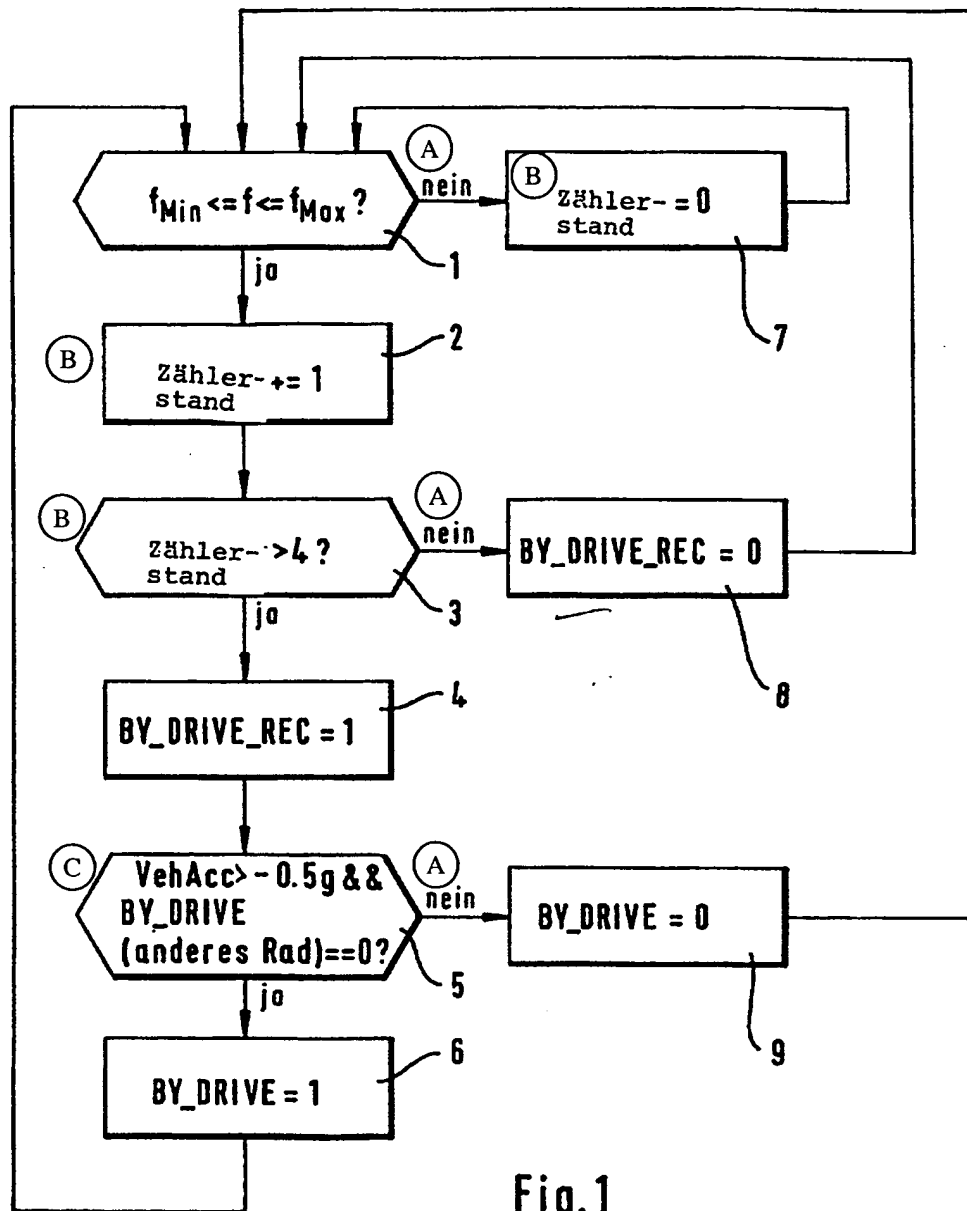 A
nein
fMin <= f <= fMax ?
1
ja
B
Zähler- = 0
stand
7
2
B
Zähler- += 1
stand
B
Zähler- > 4 ?
stand
3
A
nein
BY_DRIVE_REC = 0
8
ja
4
BY_DRIVE_REC = 1
C
VehAcc > - 0.5g &&
BY_DRIVE
(anderes Rad)==0?
5
A
nein
BY_DRIVE = 0
9
ja
6
BY_DRIVE = 1
Fig.1